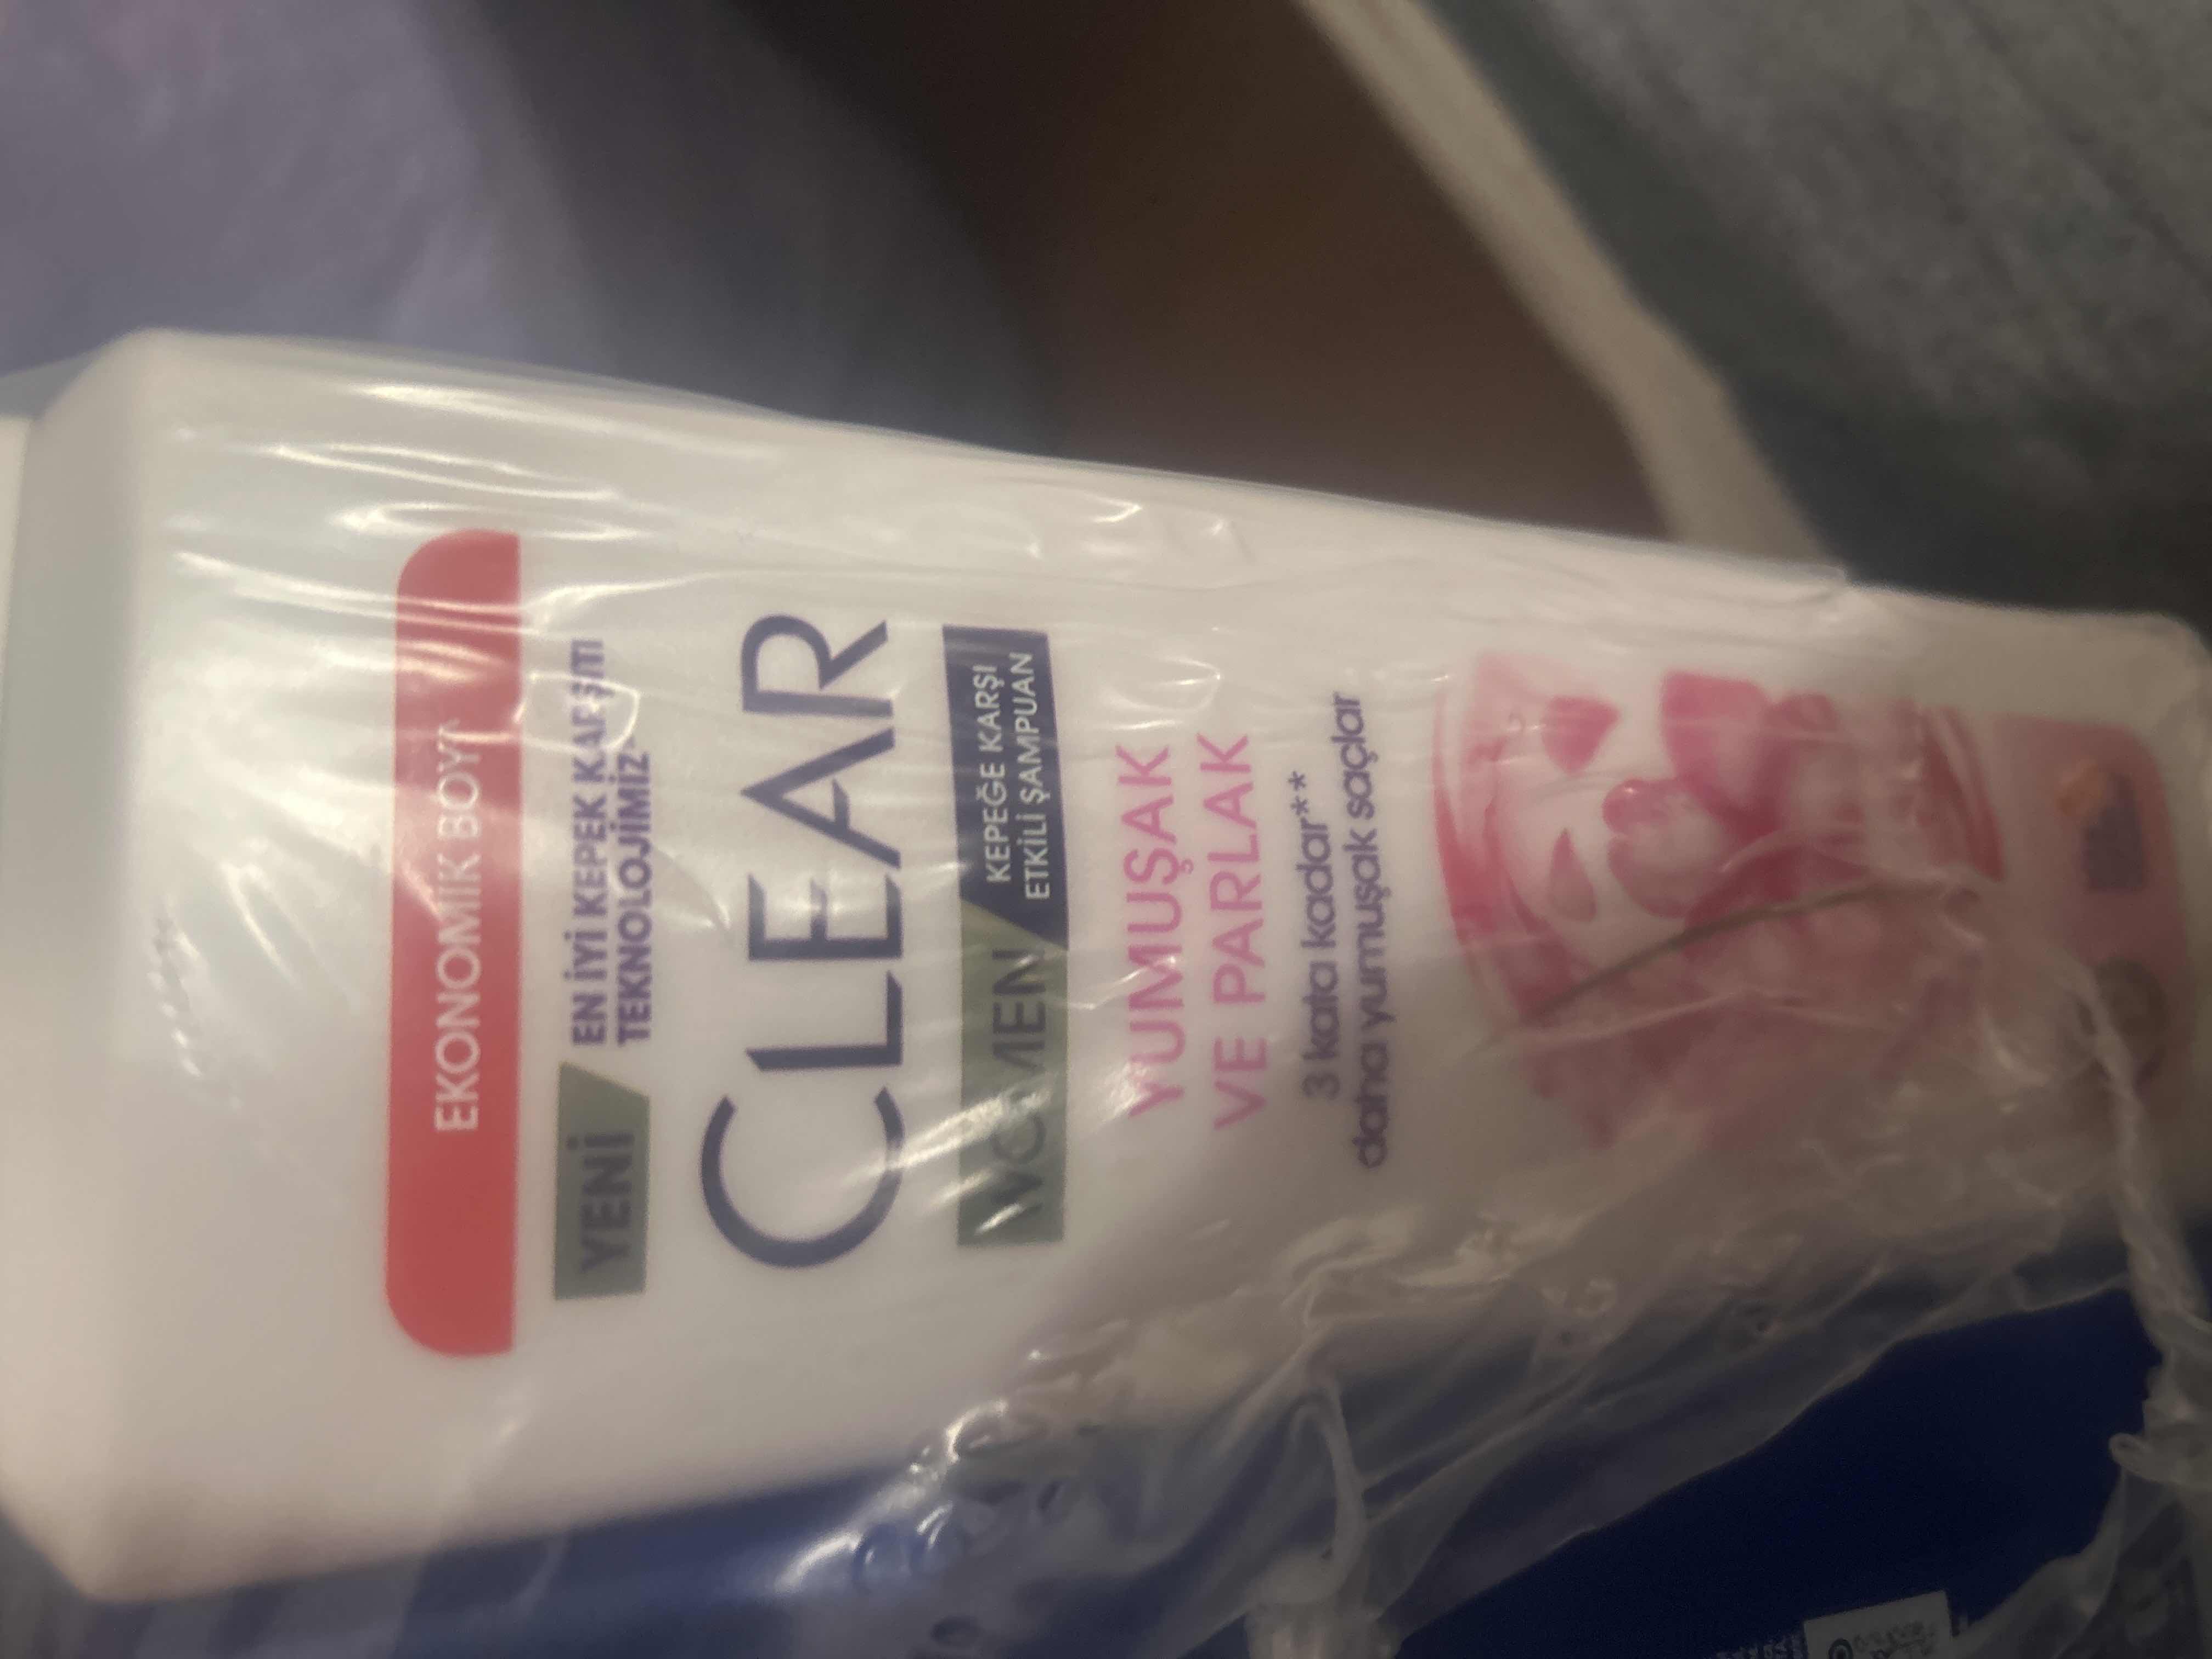 EKONOMİK BOY
YENİ
EN İYİ KEPEK KARŞITI
TEKNOLOJİMİZ*
CLEAR
WOMEN
KEPEĞE KARŞI
ETKİLİ ŞAMPUAN
YUMUŞAK
VE PARLAK
3 kata kadar**
daha yumuşak saçlar